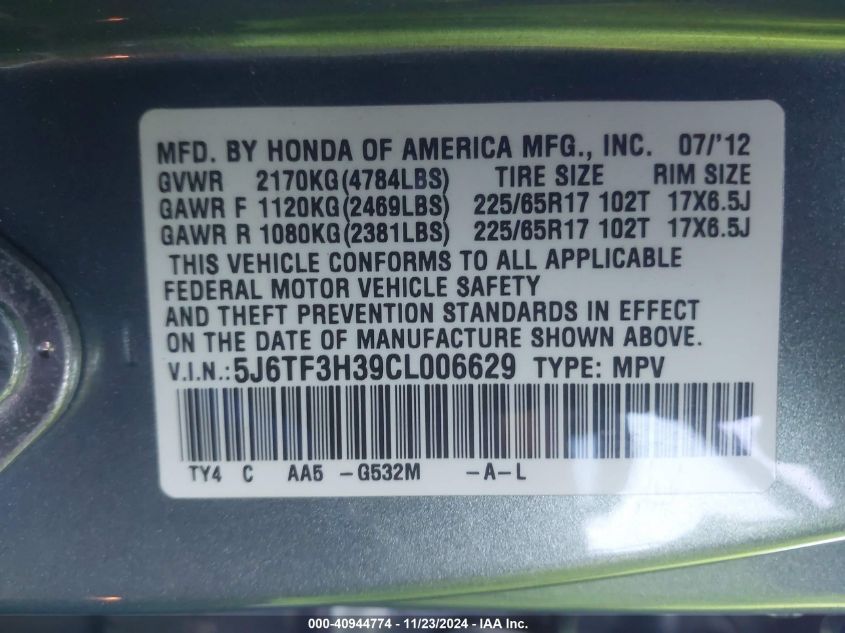 MFD. BY HONDA OF AMERICA MFG., INC. 07/'12
GVWR 2170KG(4784LBS) TIRE SIZE RIM SIZE
GAWR F 1120KG(2469LBS) 225/65R17 102T 17X6.5J
GAWR R 1080KG(2381LBS) 225/65R17 102T 17X6.5J
THIS VEHICLE CONFORMS TO ALL APPLICABLE
FEDERAL MOTOR VEHICLE SAFETY
AND THEFT PREVENTION STANDARDS IN EFFECT
ON THE DATE OF MANUFACTURE SHOWN ABOVE.
V.I.N.:5J6TF3H39CL006629 TYPE: MPV
TY4 C AA5 -G532M -A-L
000-40944774 - 11/23/2024 - IAA Inc.